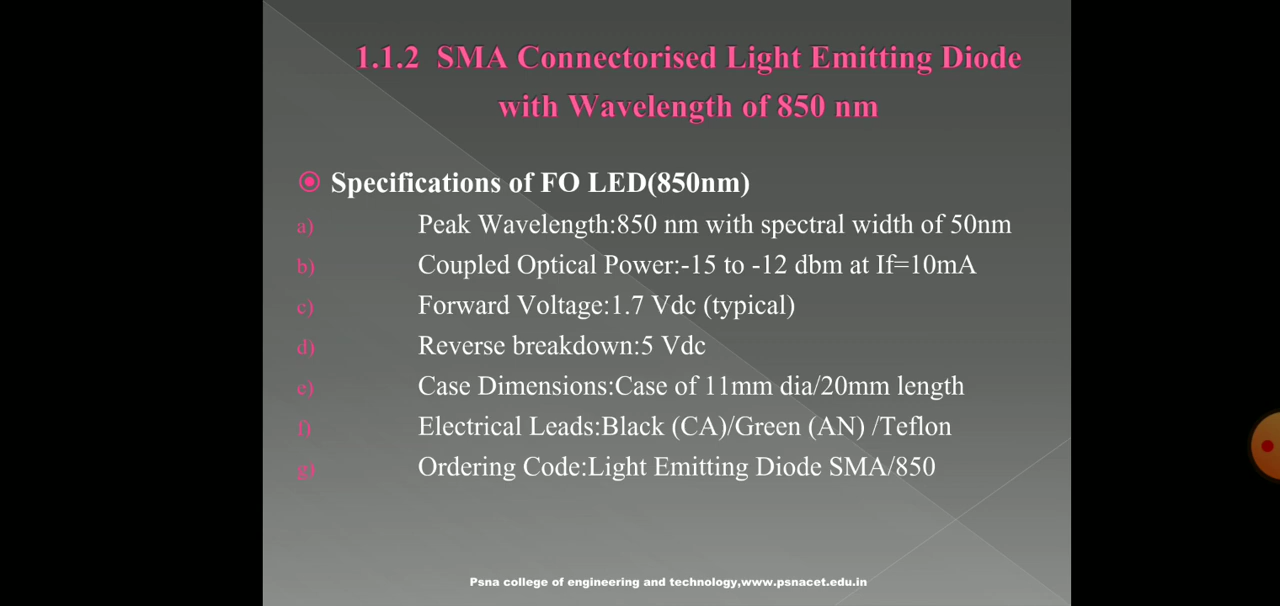 1.1.2 SMA Connectorised Light Emitting Diode
with Wavelength of 850 nm
Specifications of FO LED(850nm)
a) Peak Wavelength:850 nm with spectral width of 50nm
b) Coupled Optical Power:-15 to -12 dbm at If=10mA
c) Forward Voltage:1.7 Vdc (typical)
d) Reverse breakdown:5 Vdc
e) Case Dimensions:Case of 11mm dia/20mm length
f) Electrical Leads:Black (CA)/Green (AN) /Teflon
g) Ordering Code:Light Emitting Diode SMA/850
Psna college of engineering and technology,www.psnacet.edu.in